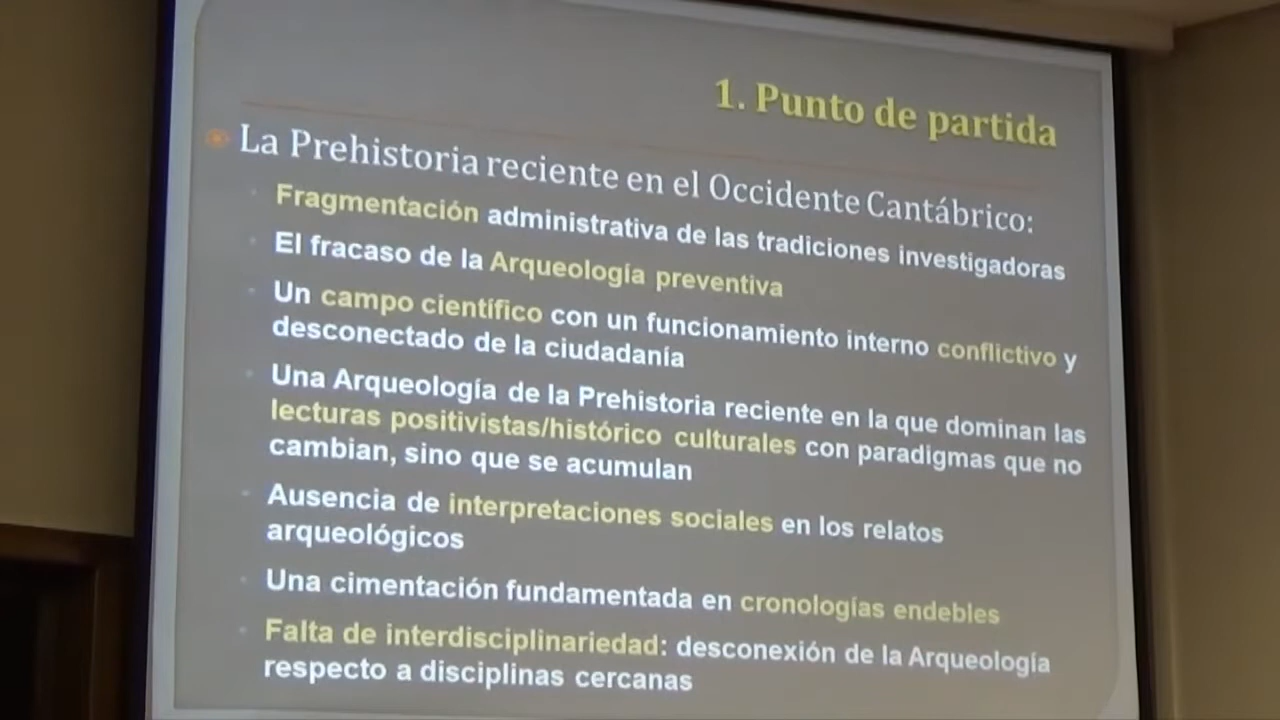 1. Punto de partida
La Prehistoria reciente en el Occidente Cantábrico:
Fragmentación administrativa de las tradiciones investigadoras
El fracaso de la Arqueología preventiva
Un campo científico con un funcionamiento interno conflictivo y
desconectado de la ciudadanía
Una Arqueología de la Prehistoria reciente en la que dominan las
lecturas positivistas/histórico culturales con paradigmas que no
cambian, sino que se acumulan
Ausencia de interpretaciones sociales en los relatos
arqueológicos
Una cimentación fundamentada en cronologías endebles
Falta de interdisciplinariedad: desconexión de la Arqueología
respecto a disciplinas cercanas